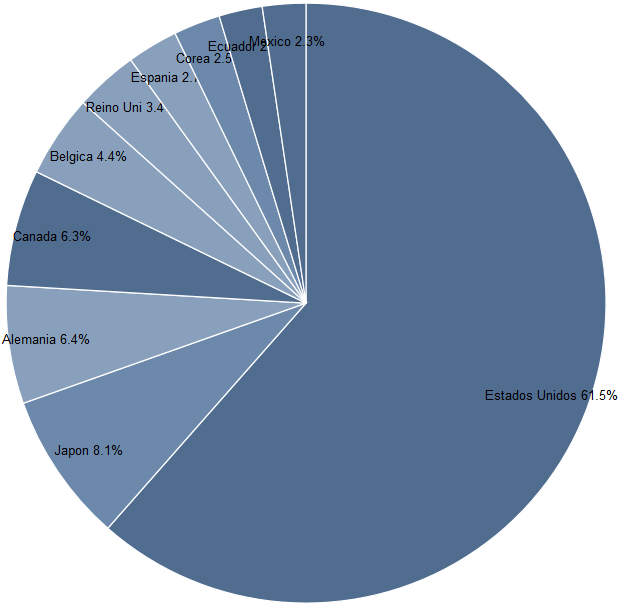 Mexico 2.3%
Ecuador 2
Corea 2.5
Espania 2.
Reino Uni 3.4
Belgica 4.4%
Canada 6.3%
Alemania 6.4%
Estados Unidos 61.5%
Japon 8.1%